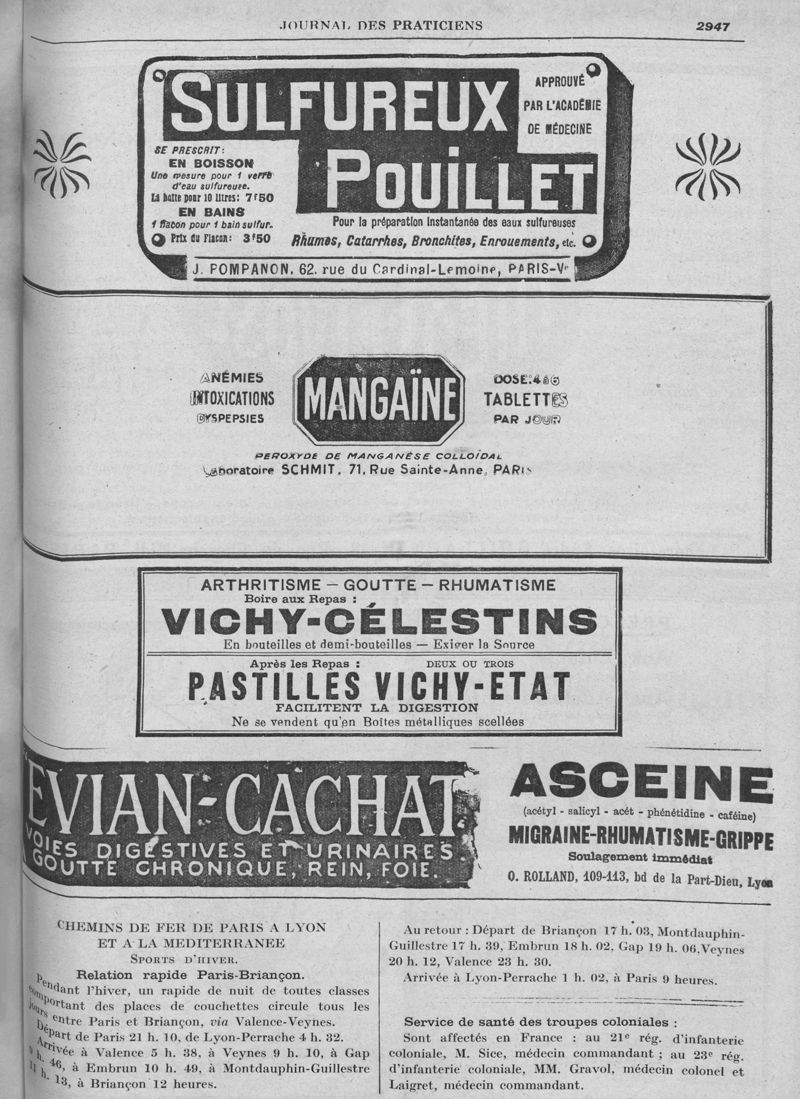 JOURNAL DES PRATICIENS 2947
SULFUREUX
POUILLET
APPROUVÉ
PAR L'ACADÉMIE
DE MÉDECINE
SE PRESCRIT:
EN BOISSON
Une mesure pour 1 verre
d'eau sulfureuse.
La boîte pour 10 litres: 7f50
EN BAINS
1 flacon pour 1 bain sulfur.
Prix du Flacon: 3f50
Pour la préparation instantanée des eaux sulfureuses
Rhumes, Catarrhes, Bronchites, Enrouements, etc.
J. POMPANON, 62, rue du Cardinal-Lemoine, PARIS-Ve
ANÉMIES
INTOXICATIONS
DYSPEPSIES
MANGAÏNE
DOSE: 4 à 6
TABLETTES
PAR JOUR
PEROXYDE DE MANGANÈSE COLLOÏDAL
Laboratoire SCHMIT, 71, Rue Sainte-Anne, PARIS
ARTHRITISME — GOUTTE — RHUMATISME
Boire aux Repas :
VICHY-CÉLESTINS
En bouteilles et demi-bouteilles — Exiger la Source
Après les Repas : DEUX OU TROIS
PASTILLES VICHY-ETAT
FACILITENT LA DIGESTION
Ne se vendent qu'en Boîtes métalliques scellées
EVIAN-CACHAT
VOIES DIGESTIVES ET URINAIRES
GOUTTE CHRONIQUE, REIN, FOIE.
ASCEINE
(acétyl - salicyl - acét - phénétidine - caféine)
MIGRAINE-RHUMATISME-GRIPPE
Soulagement immédiat
O. ROLLAND, 109-113, bd de la Part-Dieu, Lyon
CHEMINS DE FER DE PARIS A LYON
ET A LA MEDITERRANEE
SPORTS D'HIVER.
Relation rapide Paris-Briançon.
Pendant l'hiver, un rapide de nuit de toutes classes
comportant des places de couchettes circule tous les
jours entre Paris et Briançon, via Valence-Veynes.
Départ de Paris 21 h. 10, de Lyon-Perrache 4 h. 32.
Arrivée à Valence 5 h. 38, à Veynes 9 h. 10, à Gap
9 h. 46, à Embrun 10 h. 49, à Montdauphin-Guillestre
11 h. 13, à Briançon 12 heures.
Au retour : Départ de Briançon 17 h. 03, Montdauphin-
Guillestre 17 h. 39, Embrun 18 h. 02, Gap 19 h. 06, Veynes
20 h. 12, Valence 23 h. 30.
Arrivée à Lyon-Perrache 1 h. 02, à Paris 9 heures.
Service de santé des troupes coloniales :
Sont affectés en France : au 21e rég. d'infanterie
coloniale, M. Sice, médecin commandant ; au 23e rég.
d'infanterie coloniale, MM. Gravol, médecin colonel et
Laigret, médecin commandant.